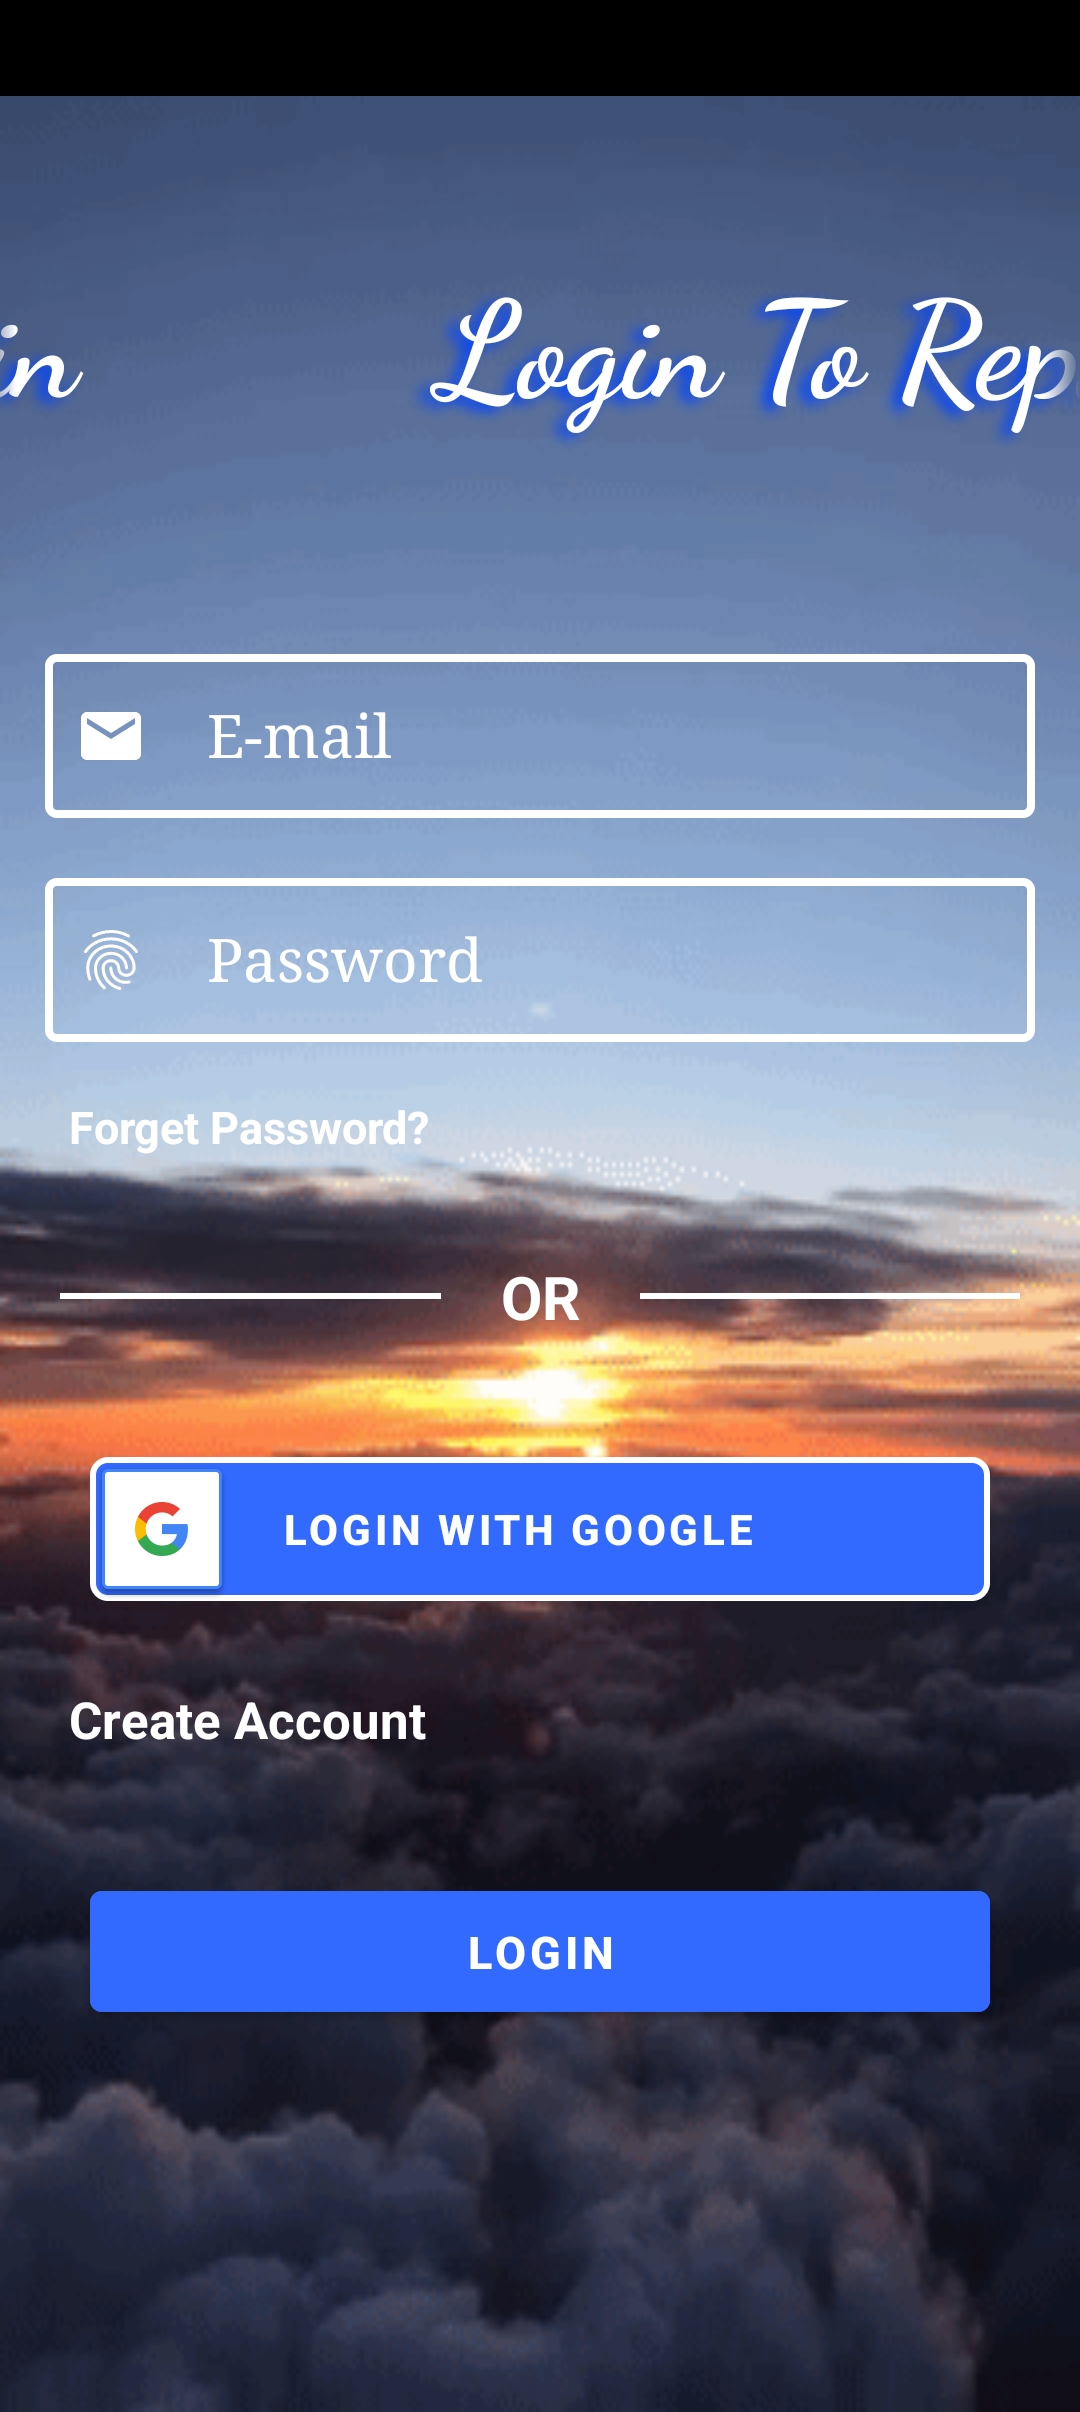 in Login To Rep
E-mail
Password
Forget Password?
OR
LOGIN WITH GOOGLE
Create Account
LOGIN